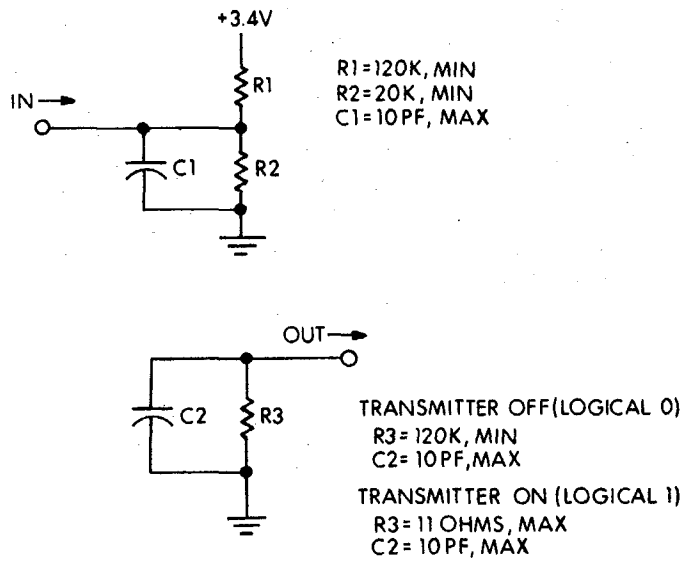 +3.4V
R1
R1=120K, MIN
R2=20K, MIN
C1=10PF, MAX
IN
C1
R2
OUT
C2
R3
TRANSMITTER OFF(LOGICAL 0)
R3=120K, MIN
C2=10PF,MAX
TRANSMITTER ON (LOGICAL 1)
R3=11 OHMS, MAX
C2=10PF, MAX